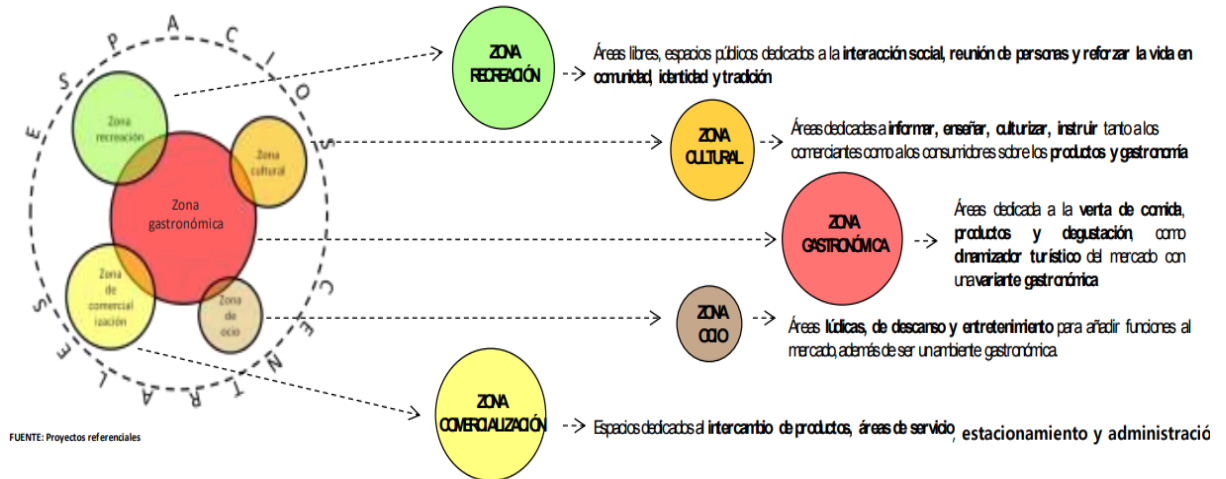 ESPACIOS CENTRALES
Zona
recreación
Zona
cultural
Zona
gastronómica
Zona
de
comercial
ización
Zona
de
ocio
ZONA
RECREACIÓN
Áreas libres, espacios públicos dedicados a la interacción social, reunión de personas y reforzar la vida en
comunidad, identidad y tradición
ZONA
CULTURAL
Áreas dedicadas a informar, enseñar, culturizar, instruir tanto a los
comerciantes como a los consumidores sobre los productos y gastronomía
ZONA
GASTRONÓMICA
Áreas dedicada a la venta de comida,
productos y degustación, como
dinamizador turístico del mercado con
una variante gastronómica
ZONA
OCIO
Áreas lúdicas, de descanso y entretenimiento para añadir funciones al
mercado, además de ser un ambiente gastronómica.
ZONA
COMERCIALIZACIÓN
Espacios dedicados al intercambio de productos, áreas de servicio, estacionamiento y administració
FUENTE: Proyectos referenciales